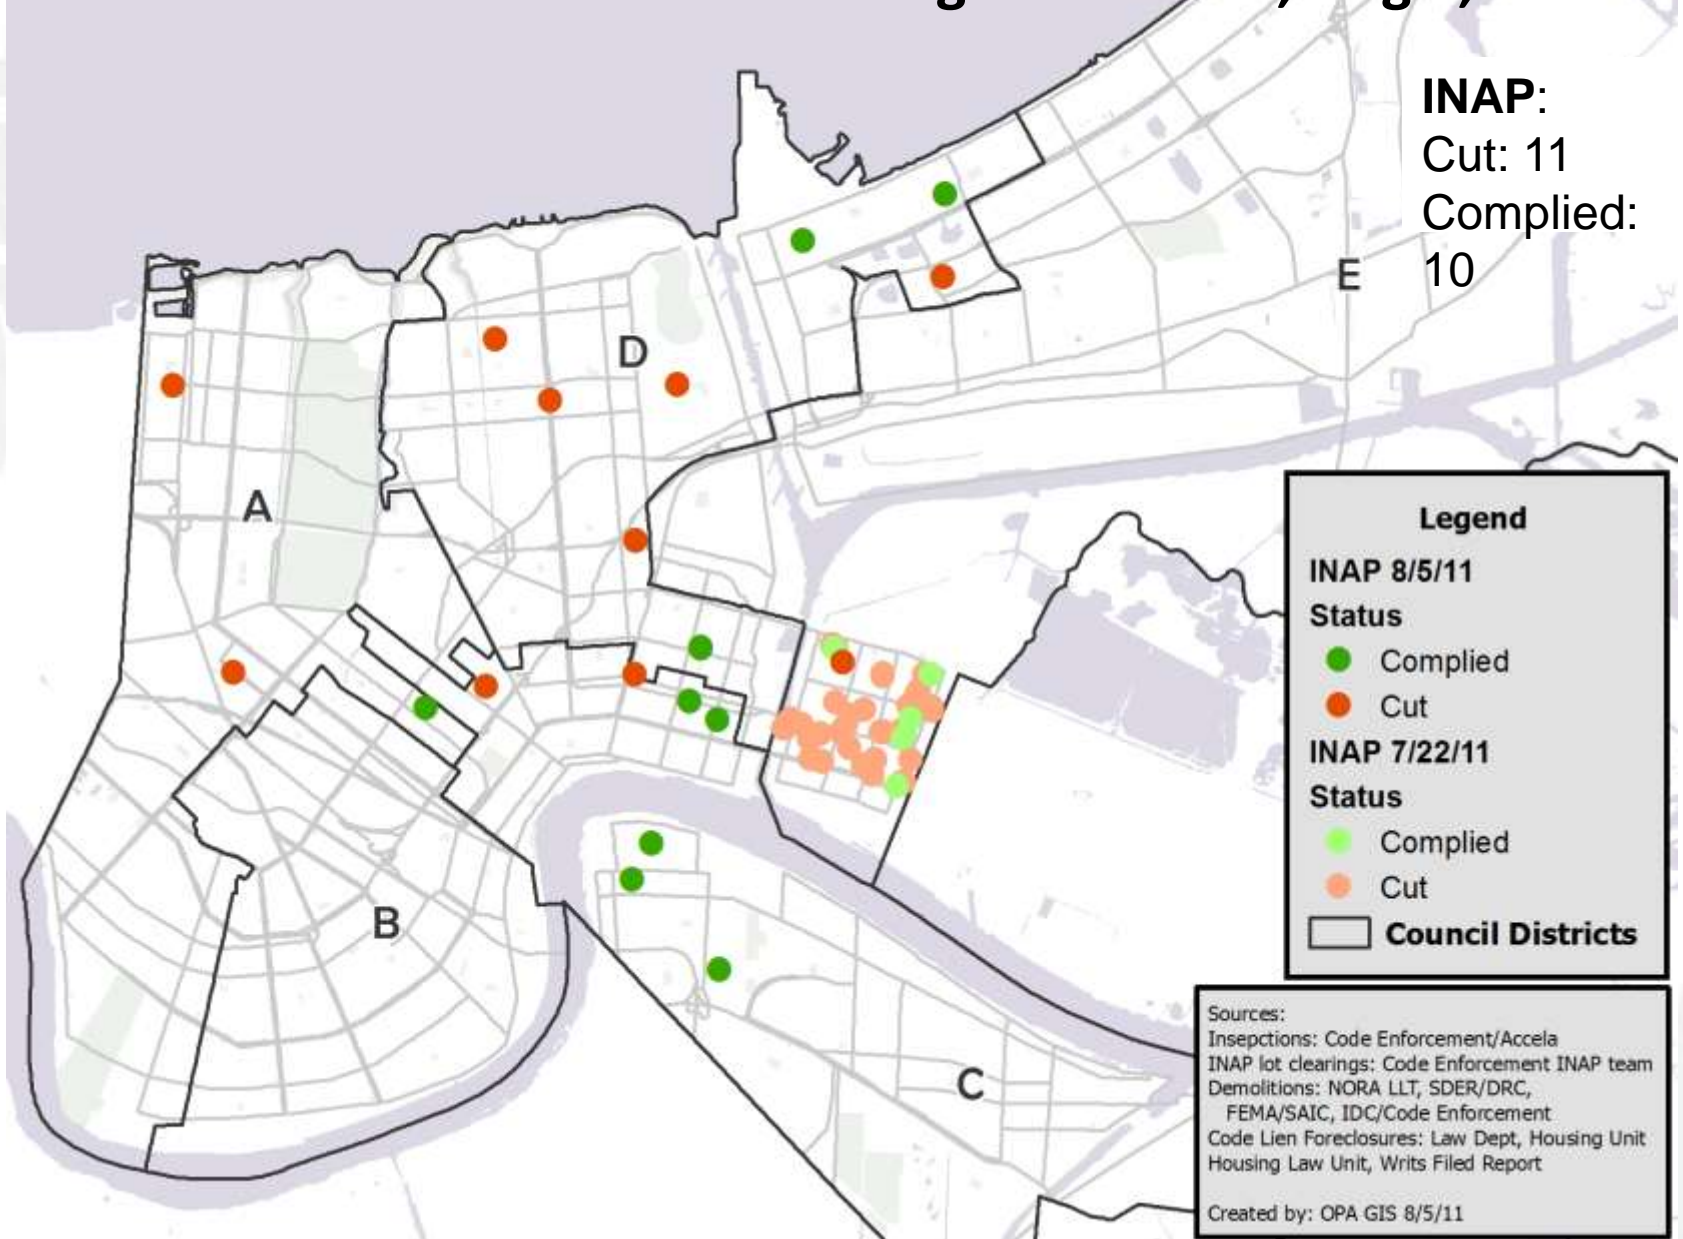 INAP:
Cut: 11
Complied:
10
E
D
A
B
C
Legend
INAP 8/5/11
Status
Complied
Cut
INAP 7/22/11
Status
Complied
Cut
Council Districts
Sources:
Insepctions: Code Enforcement/Accela
INAP lot clearings: Code Enforcement INAP team
Demolitions: NORA LLT, SDER/DRC,
FEMA/SAIC, IDC/Code Enforcement
Code Lien Foreclosures: Law Dept, Housing Unit
Housing Law Unit, Writs Filed Report
Created by: OPA GIS 8/5/11